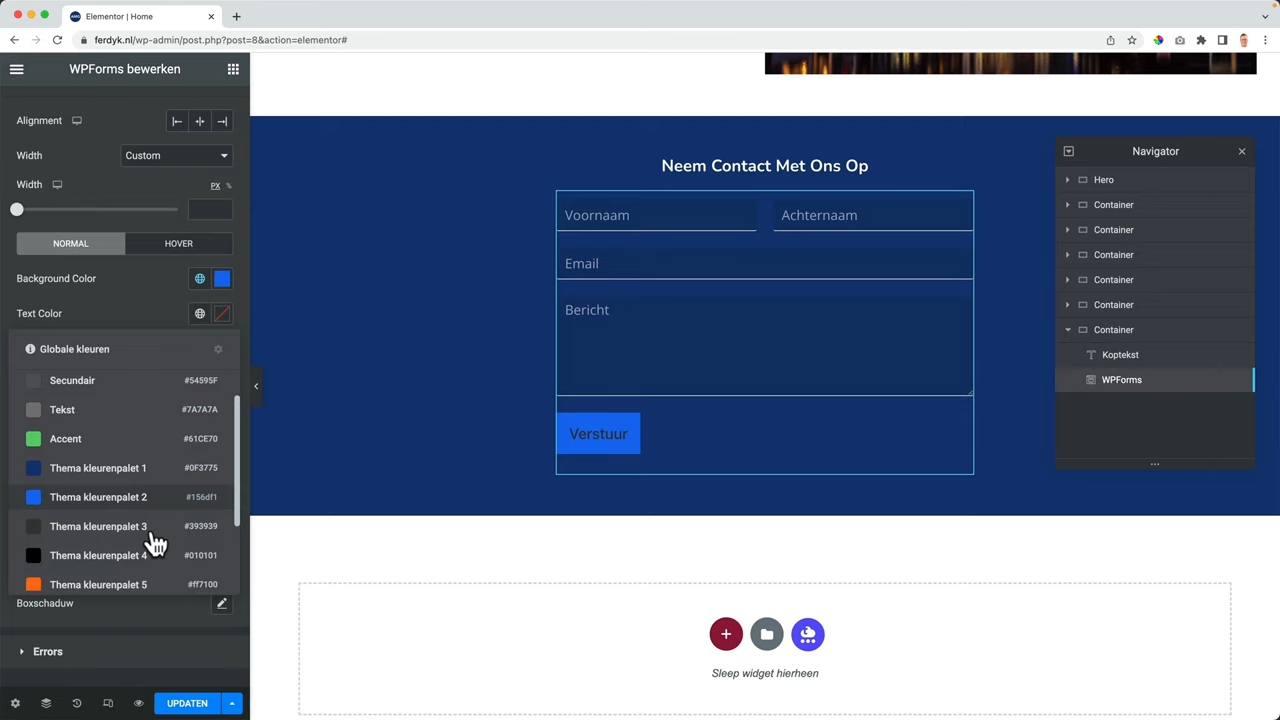 AMG Elementor | Home
ferdyk.nl/wp-admin/post.php?post=8&action=elementor#
WPForms bewerken
Alignment
Width
Custom
Width
PX %
NORMAL
HOVER
Background Color
Text Color
Globale kleuren
Secundair #54595F
Tekst #7A7A7A
Accent #61CE70
Thema kleurenpalet 1 #0F3775
Thema kleurenpalet 2 #156df1
Thema kleurenpalet 3 #393939
Thema kleurenpalet 4 #010101
Thema kleurenpalet 5 #ff7100
Boxschaduw
Errors
UPDATEN
Neem Contact Met Ons Op
Voornaam
Achternaam
Email
Bericht
Verstuur
Sleep widget hierheen
Navigator
Hero
Container
Container
Container
Container
Container
Container
Koptekst
WPForms